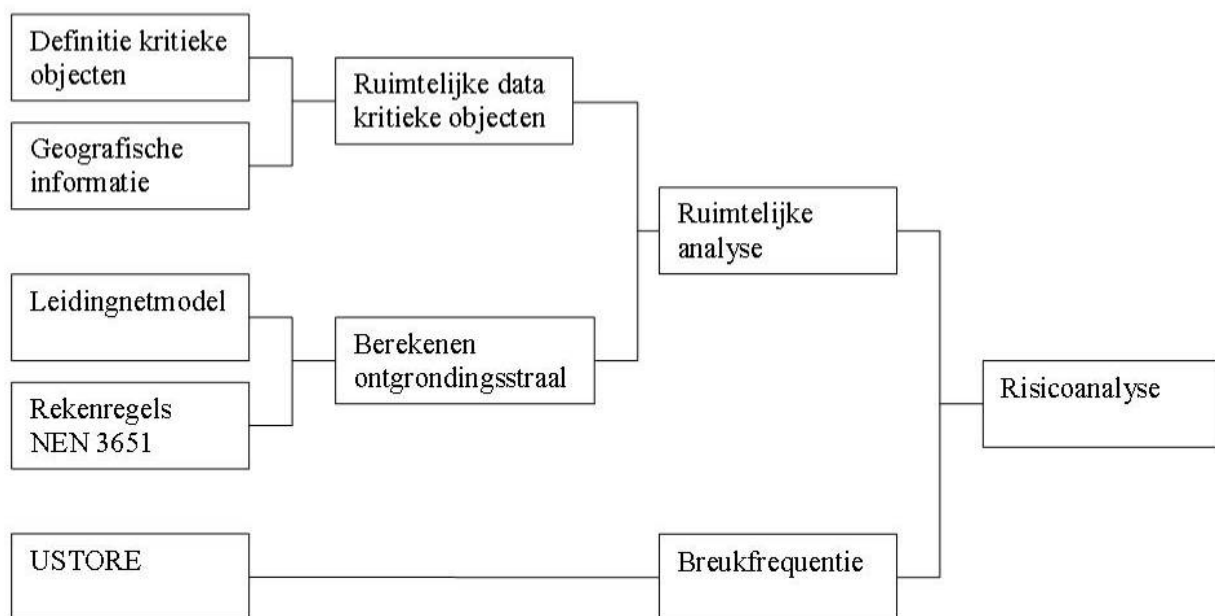 Definitie kritieke
objecten
Geografische
informatie
Ruimtelijke data
kritieke objecten
Leidingnetmodel
Rekenregels
NEN 3651
Berekenen
ontgrondingsstraal
Ruimtelijke
analyse
USTORE
Breukfrequentie
Risicoanalyse